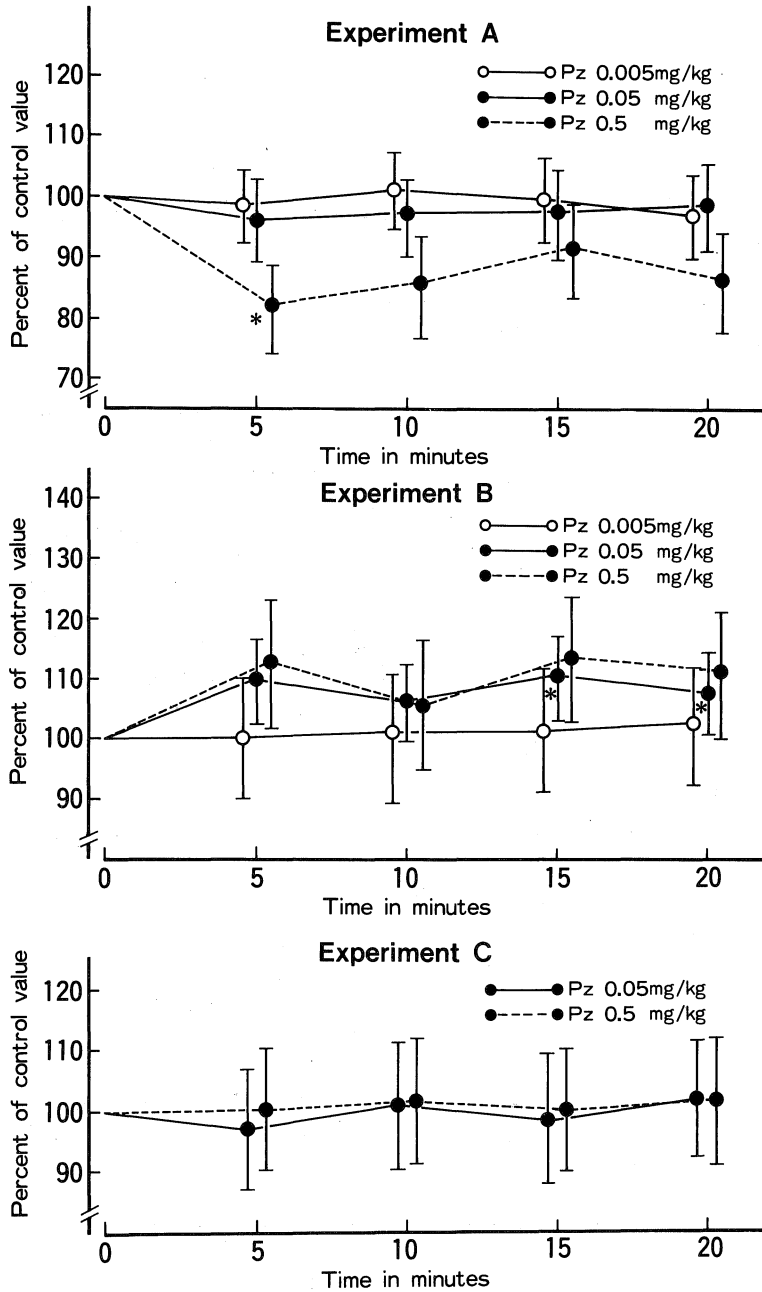 Experiment A
Pz 0.005mg/kg
Pz 0.05 mg/kg
Pz 0.5 mg/kg
Percent of control value
120
110
100
90
80
70
*
0 5 10 15 20
Time in minutes
Experiment B
Pz 0.005mg/kg
Pz 0.05 mg/kg
Pz 0.5 mg/kg
Percent of control value
140
130
120
110
100
90
*
*
0 5 10 15 20
Time in minutes
Experiment C
Pz 0.05mg/kg
Pz 0.5 mg/kg
Percent of control value
120
110
100
90
0 5 10 15 20
Time in minutes